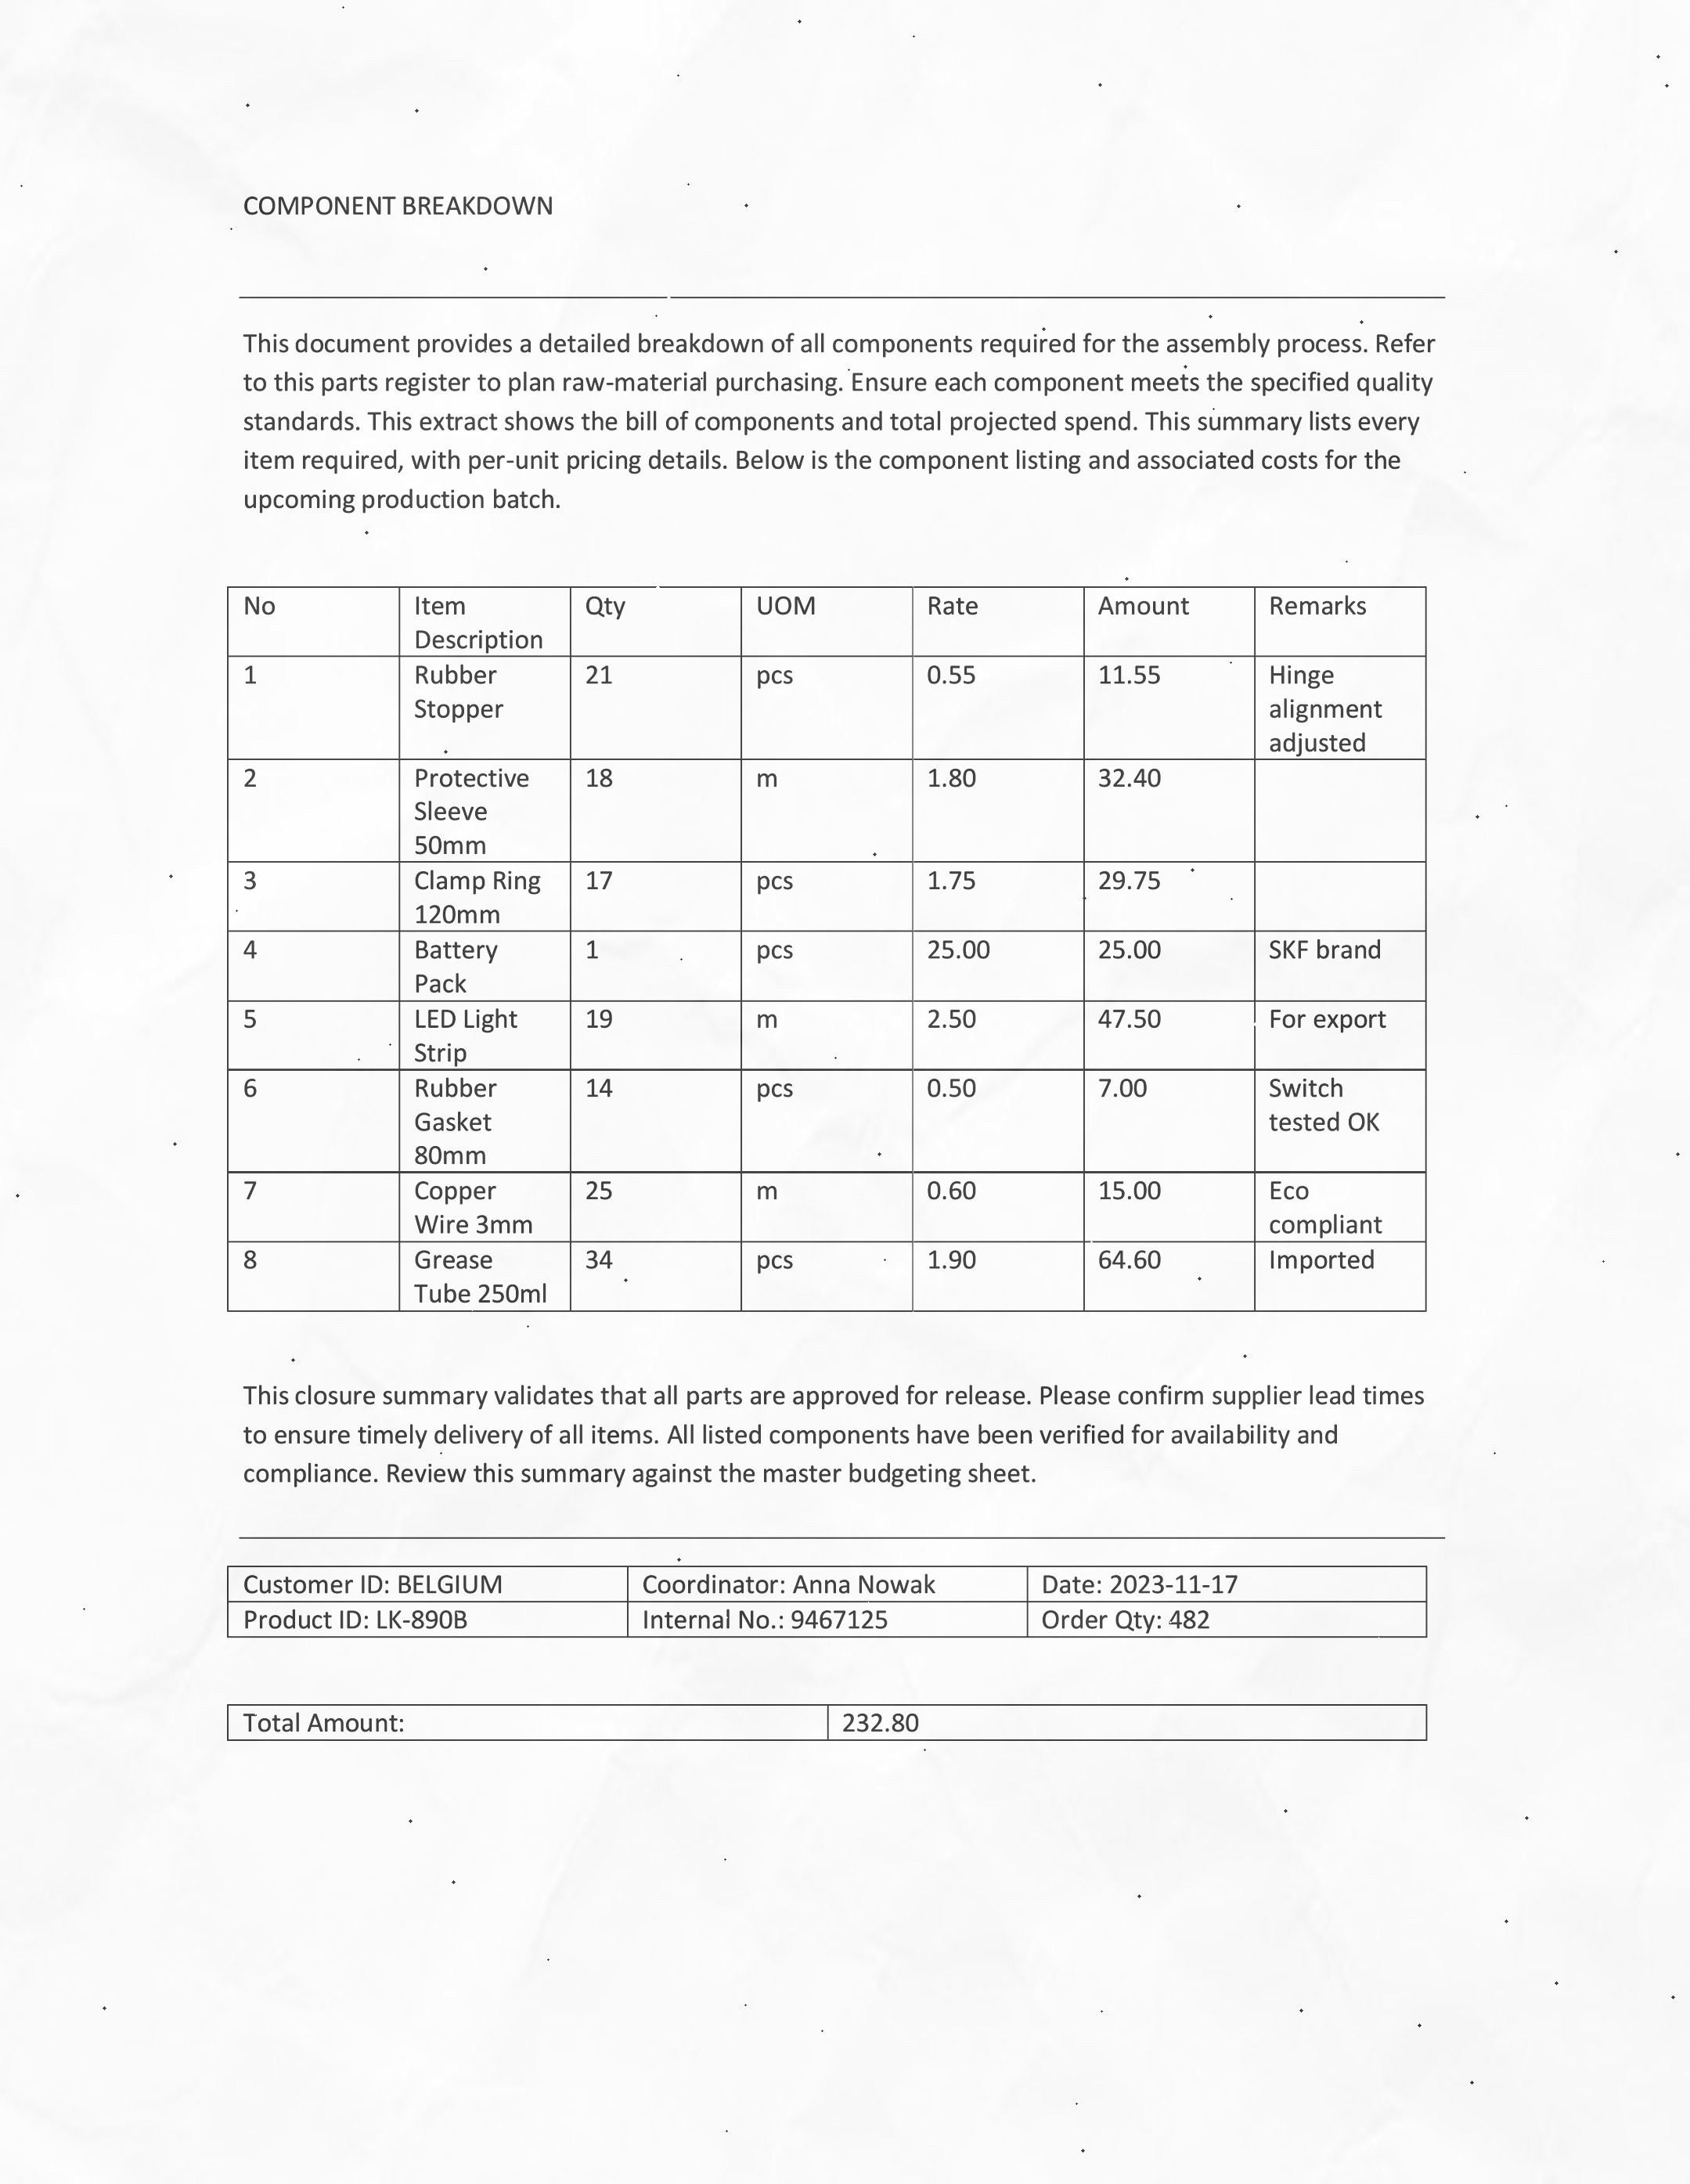 COMPONENT BREAKDOWN
This document provides a detailed breakdown of all components required for the assembly process. Refer
to this parts register to plan raw-material purchasing. Ensure each component meets the specified quality
standards. This extract shows the bill of components and total projected spend. This summary lists every
item required, with per-unit pricing details. Below is the component listing and associated costs for the
upcoming production batch.
No Item Qty UOM Rate Amount Remarks
Description
1 Rubber 21 pcs 0.55 11.55 Hinge
Stopper alignment
adjusted
2 Protective 18 m 1.80 32.40
Sleeve
50mm
3 Clamp Ring 17 pcs 1.75 29.75
120mm
4 Battery 1 pcs 25.00 25.00 SKF brand
Pack
5 LED Light 19 m 2.50 47.50 For export
Strip
6 Rubber 14 pcs 0.50 7.00 Switch
Gasket tested OK
80mm
7 Copper 25 m 0.60 15.00 Eco
Wire 3mm compliant
8 Grease 34 pcs 1.90 64.60 Imported
Tube 250ml
This closure summary validates that all parts are approved for release. Please confirm supplier lead times
to ensure timely delivery of all items. All listed components have been verified for availability and
compliance. Review this summary against the master budgeting sheet.
Customer ID: BELGIUM Coordinator: Anna Nowak Date: 2023-11-17
Product ID: LK-890B Internal No.: 9467125 Order Qty: 482
Total Amount: 232.80